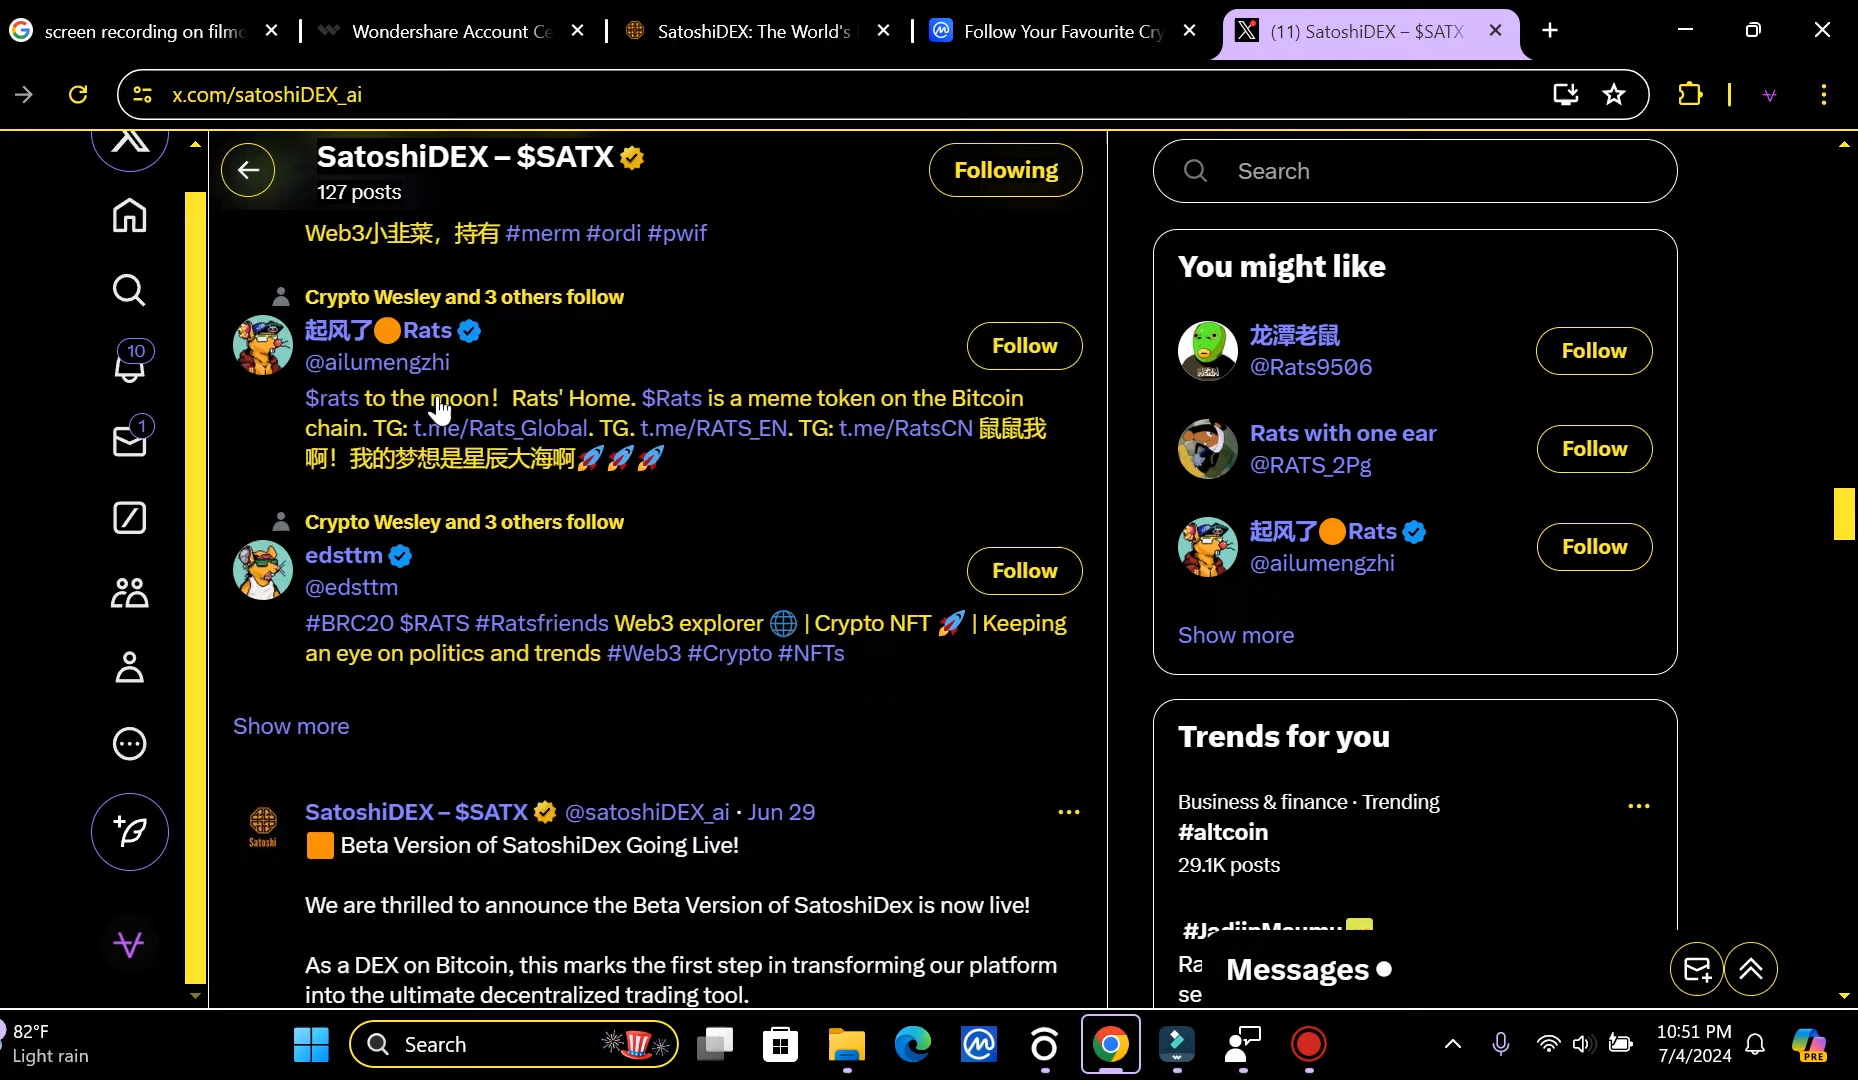 screen recording on filmo
Wondershare Account Ce
SatoshiDEX: The World's
Follow Your Favourite Cry
(11) SatoshiDEX – $SATX
x.com/satoshiDEX_ai
SatoshiDEX – $SATX
127 posts
Following
Web3小韭菜，持有 #merm #ordi #pwif
Crypto Wesley and 3 others follow
起风了🟠Rats
@ailumengzhi
Follow
$rats to the moon！Rats' Home. $Rats is a meme token on the Bitcoin
chain. TG: t.me/Rats_Global. TG. t.me/RATS_EN. TG: t.me/RatsCN 鼠鼠我
啊！我的梦想是星辰大海啊🚀🚀🚀
Crypto Wesley and 3 others follow
edsttm
@edsttm
Follow
#BRC20 $RATS #Ratsfriends Web3 explorer 🌐 | Crypto NFT 🚀 | Keeping
an eye on politics and trends #Web3 #Crypto #NFTs
Show more
SatoshiDEX – $SATX @satoshiDEX_ai · Jun 29
🟧 Beta Version of SatoshiDex Going Live!
We are thrilled to announce the Beta Version of SatoshiDex is now live!
As a DEX on Bitcoin, this marks the first step in transforming our platform
into the ultimate decentralized trading tool.
10
1
Satoshi
Search
You might like
龙潭老鼠
@Rats9506
Follow
Rats with one ear
@RATS_2Pg
Follow
起风了🟠Rats
@ailumengzhi
Follow
Show more
Trends for you
Business & finance · Trending
#altcoin
29.1K posts
Ra
se
Messages
82°F
Light rain
Search
10:51 PM
7/4/2024
PRE